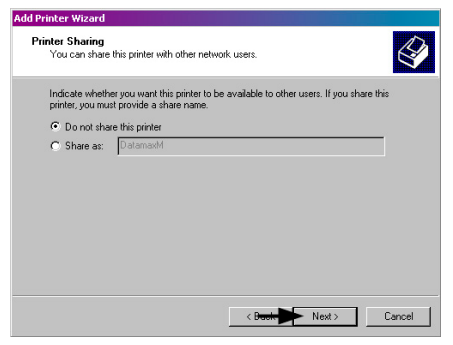 Add Printer Wizard
Printer Sharing
You can share this printer with other network users.
Indicate whether you want this printer to be available to other users. If you share this
printer, you must provide a share name.
Do not share this printer
Share as: DatamaxM
< Back Next > Cancel